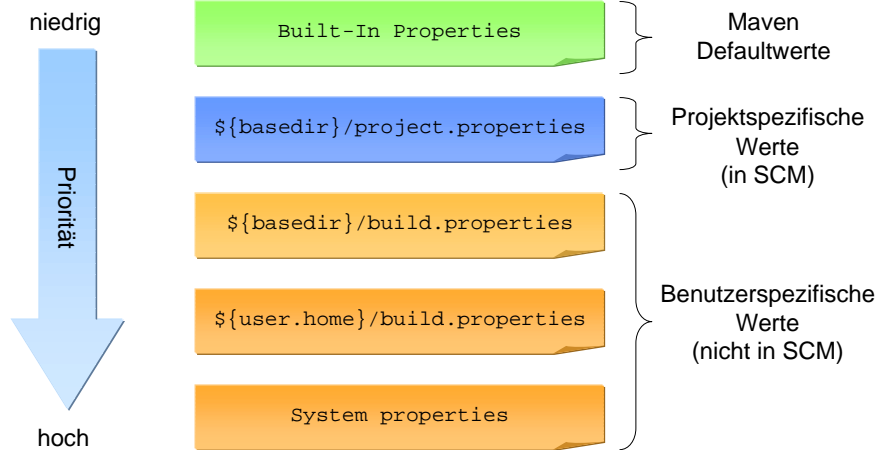 niedrig
Built-In Properties
Maven
Defaultwerte
${basedir}/project.properties
Projektspezifische
Werte
(in SCM)
Priorität
${basedir}/build.properties
${user.home}/build.properties
Benutzerspezifische
Werte
(nicht in SCM)
System properties
hoch